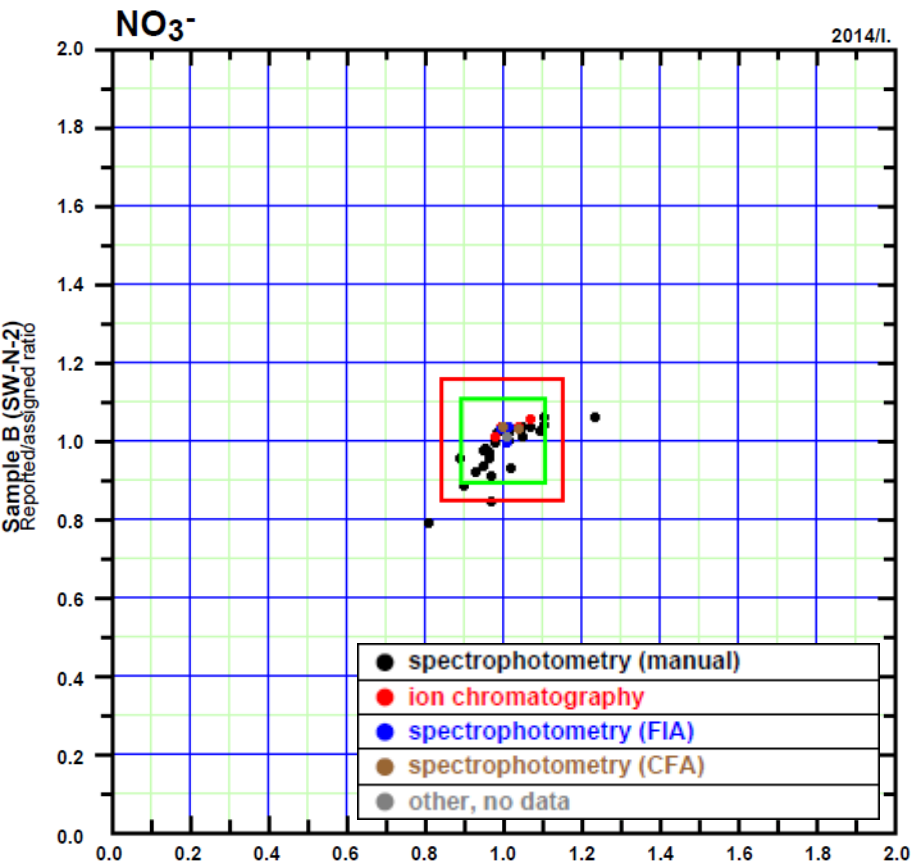 NO3-
2014/I.
2.0
1.8
1.6
1.4
1.2
1.0
0.8
0.6
0.4
0.2
0.0
Sample B (SW-N-2)
Reported/assigned ratio
spectrophotometry (manual)
ion chromatography
spectrophotometry (FIA)
spectrophotometry (CFA)
other, no data
0.0 0.2 0.4 0.6 0.8 1.0 1.2 1.4 1.6 1.8 2.0